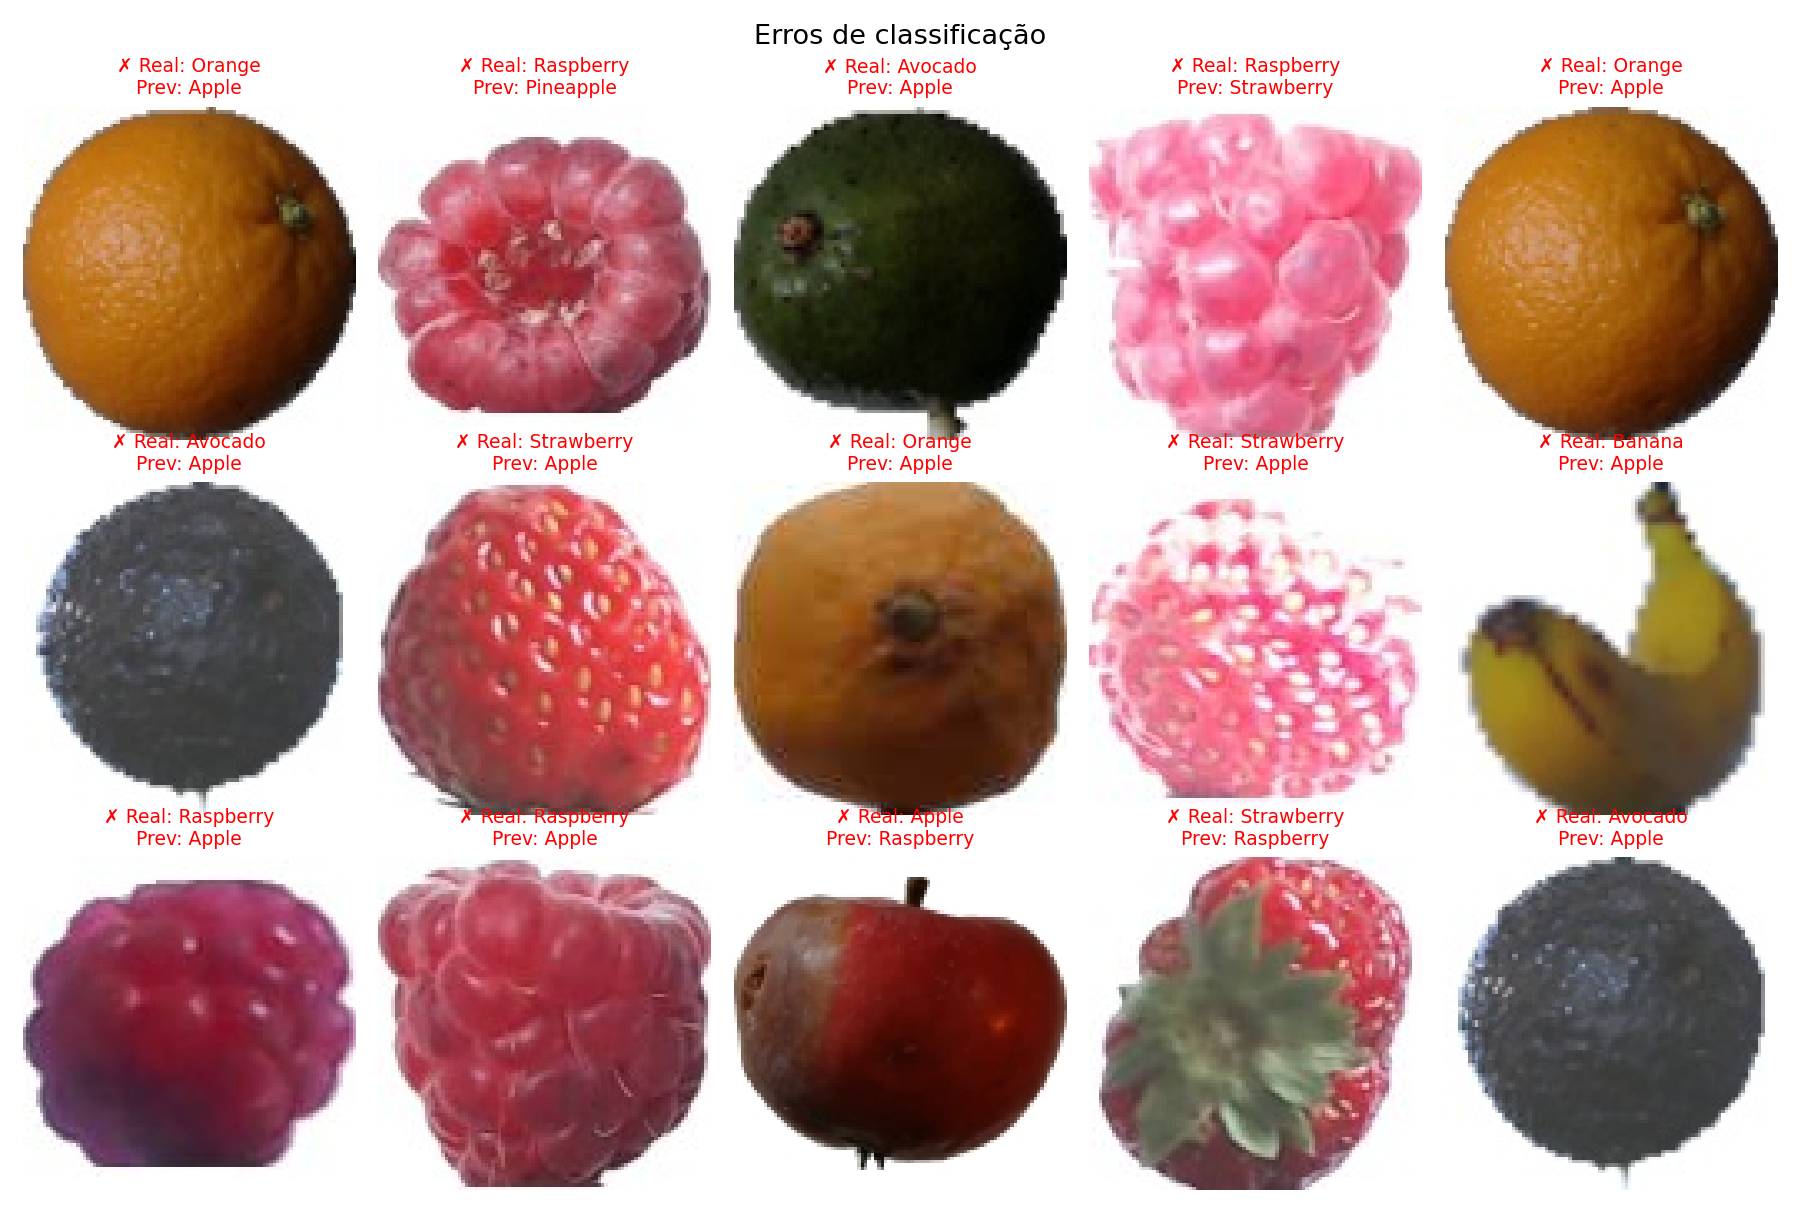 Erros de classificação
✗ Real: Orange
Prev: Apple
✗ Real: Raspberry
Prev: Pineapple
✗ Real: Avocado
Prev: Apple
✗ Real: Raspberry
Prev: Strawberry
✗ Real: Orange
Prev: Apple
✗ Real: Avocado
Prev: Apple
✗ Real: Strawberry
Prev: Apple
✗ Real: Orange
Prev: Apple
✗ Real: Strawberry
Prev: Apple
✗ Real: Banana
Prev: Apple
✗ Real: Raspberry
Prev: Apple
✗ Real: Raspberry
Prev: Apple
✗ Real: Apple
Prev: Raspberry
✗ Real: Strawberry
Prev: Raspberry
✗ Real: Avocado
Prev: Apple